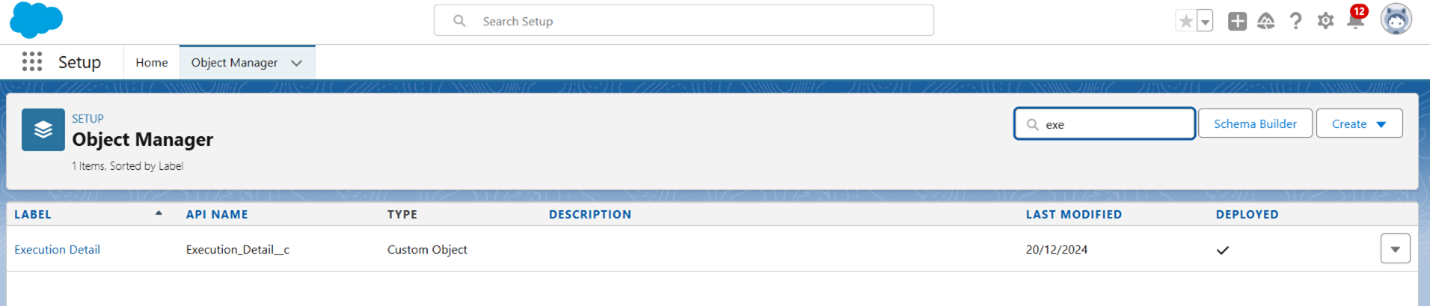 Search Setup
12
Setup Home Object Manager
SETUP
Object Manager
1 Items, Sorted by Label
exe
Schema Builder
Create
LABEL API NAME TYPE DESCRIPTION LAST MODIFIED DEPLOYED
Execution Detail Execution_Detail__c Custom Object 20/12/2024